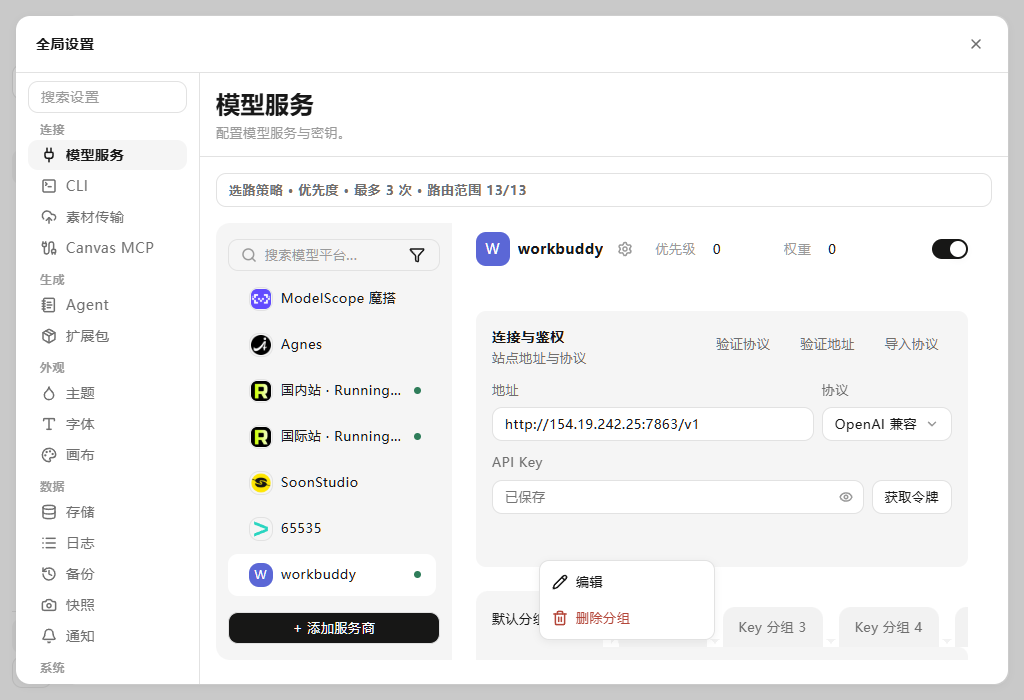 全局设置
搜索设置
连接
模型服务
CLI
素材传输
Canvas MCP
生成
Agent
扩展包
外观
主题
字体
画布
数据
存储
日志
备份
快照
通知
系统
模型服务
配置模型服务与密钥。
选路策略 • 优先度 • 最多 3 次 • 路由范围 13/13
搜索模型平台...
ModelScope 魔搭
Agnes
国内站 · Running...
国际站 · Running...
SoonStudio
65535
W workbuddy
+ 添加服务商
W workbuddy 优先级 0 权重 0
连接与鉴权
站点地址与协议
验证协议 验证地址 导入协议
地址 协议
http://154.19.242.25:7863/v1 OpenAI 兼容
API Key
已保存 获取令牌
编辑
删除分组
默认分组 Key 分组 3 Key 分组 4